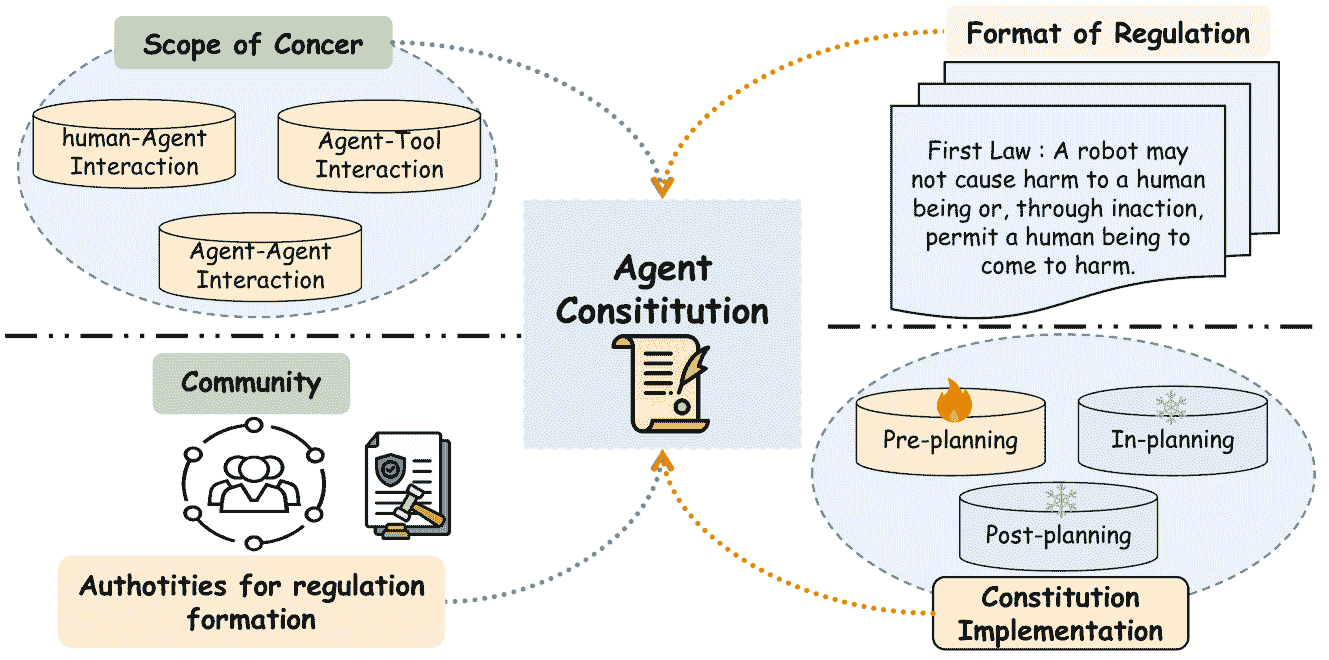 Scope of Concer
human-Agent
Interaction
Agent-Tool
Interaction
Agent-Agent
Interaction
Format of Regulation
First Law : A robot may
not cause harm to a human
being or, through inaction,
permit a human being to
come to harm.
Agent
Consititution
Community
Authotities for regulation
formation
Pre-planning
In-planning
Post-planning
Constitution
Implementation